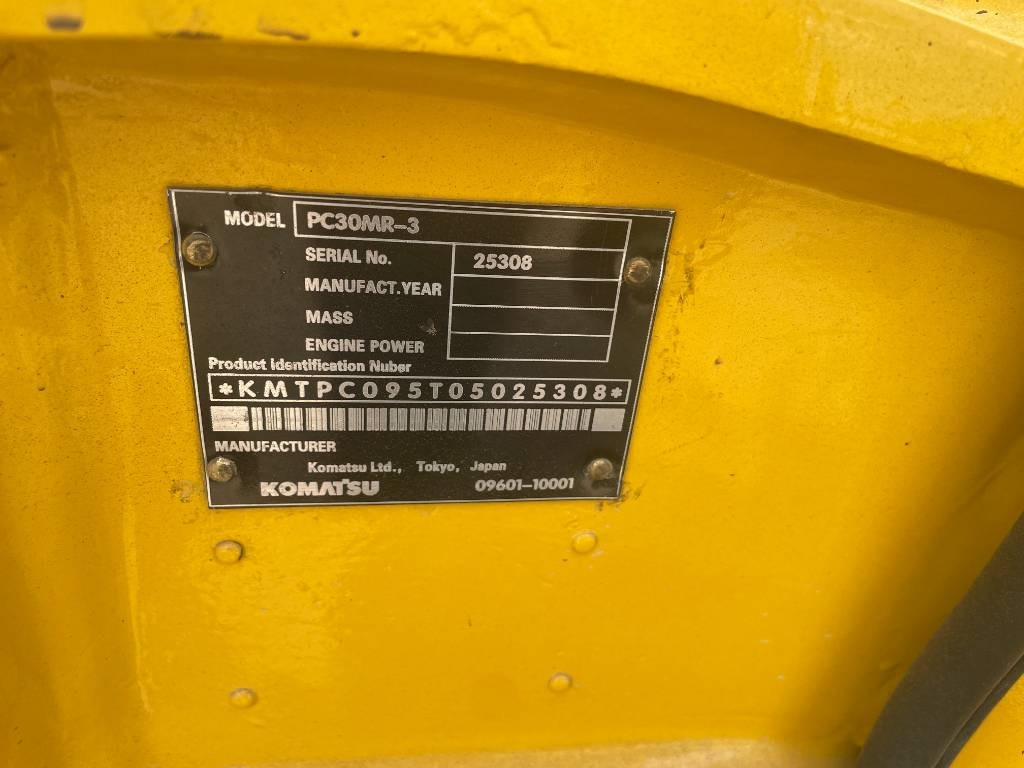 MODEL PC30MR-3
SERIAL No. 25308
MANUFACT.YEAR
MASS
ENGINE POWER
Product Identification Nuber
*KMTPC095T05025308*
MANUFACTURER
Komatsu Ltd., Tokyo, Japan
KOMATSU 09601-10001